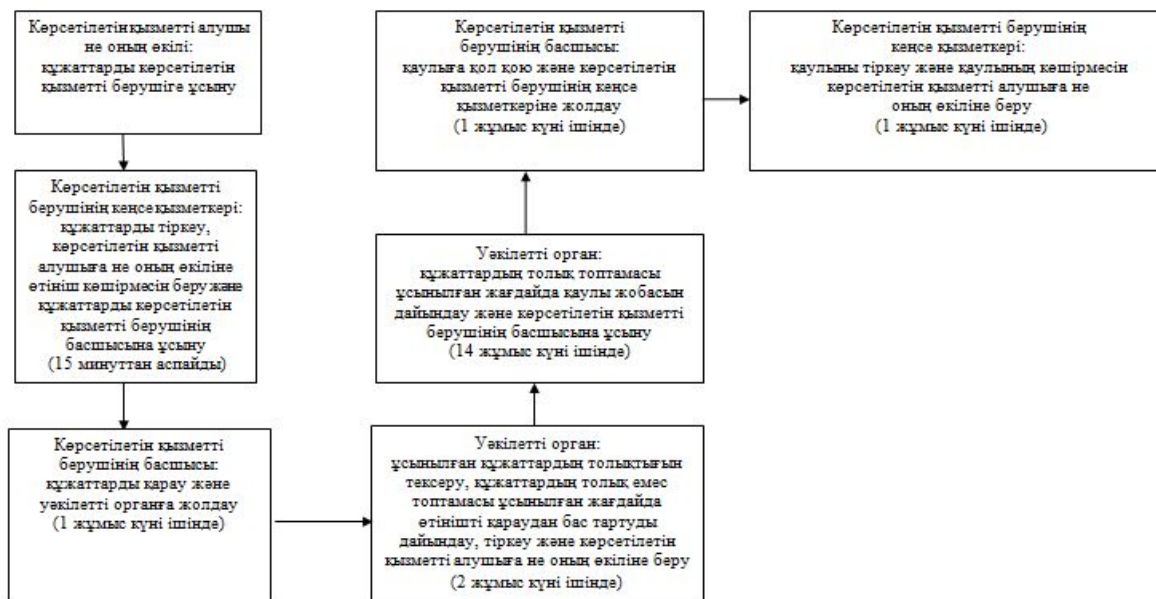 Көрсетілетін қызметті алушы
не оның өкілі:
құжаттарды көрсетілетін
қызметті берушіге ұсыну
Көрсетілетін қызметті
берушінің кеңсе қызметкері:
құжаттарды тіркеу,
көрсетілетін қызметті
алушыға не оның өкіліне
өтініш көшірмесін беру және
құжаттарды көрсетілетін
қызметті берушінің
басшысына ұсыну
(15 минуттан аспайды)
Көрсетілетін қызметті
берушінің басшысы:
құжаттарды қарау және
уәкілетті органға жолдау
(1 жұмыс күні ішінде)
Уәкілетті орган:
ұсынылған құжаттардың толықтығын
тексеру, құжаттардың толық емес
топтамасы ұсынылған жағдайда
өтінішті қараудан бас тартуды
дайындау, тіркеу және көрсетілетін
қызметті алушыға не оның өкіліне беру
(2 жұмыс күні ішінде)
Уәкілетті орган:
құжаттардың толық топтамасы
ұсынылған жағдайда қаулы жобасын
дайындау және көрсетілетін қызметті
берушінің басшысына ұсыну
(14 жұмыс күні ішінде)
Көрсетілетін қызметті
берушінің басшысы:
қаулыға қол қою және көрсетілетін
қызметті берушінің кеңсе
қызметкеріне жолдау
(1 жұмыс күні ішінде)
Көрсетілетін қызметті берушінің
кеңсе қызметкері:
қаулыны тіркеу және қаулының көшірмесін
көрсетілетін қызметті алушыға не
оның өкіліне беру
(1 жұмыс күні ішінде)